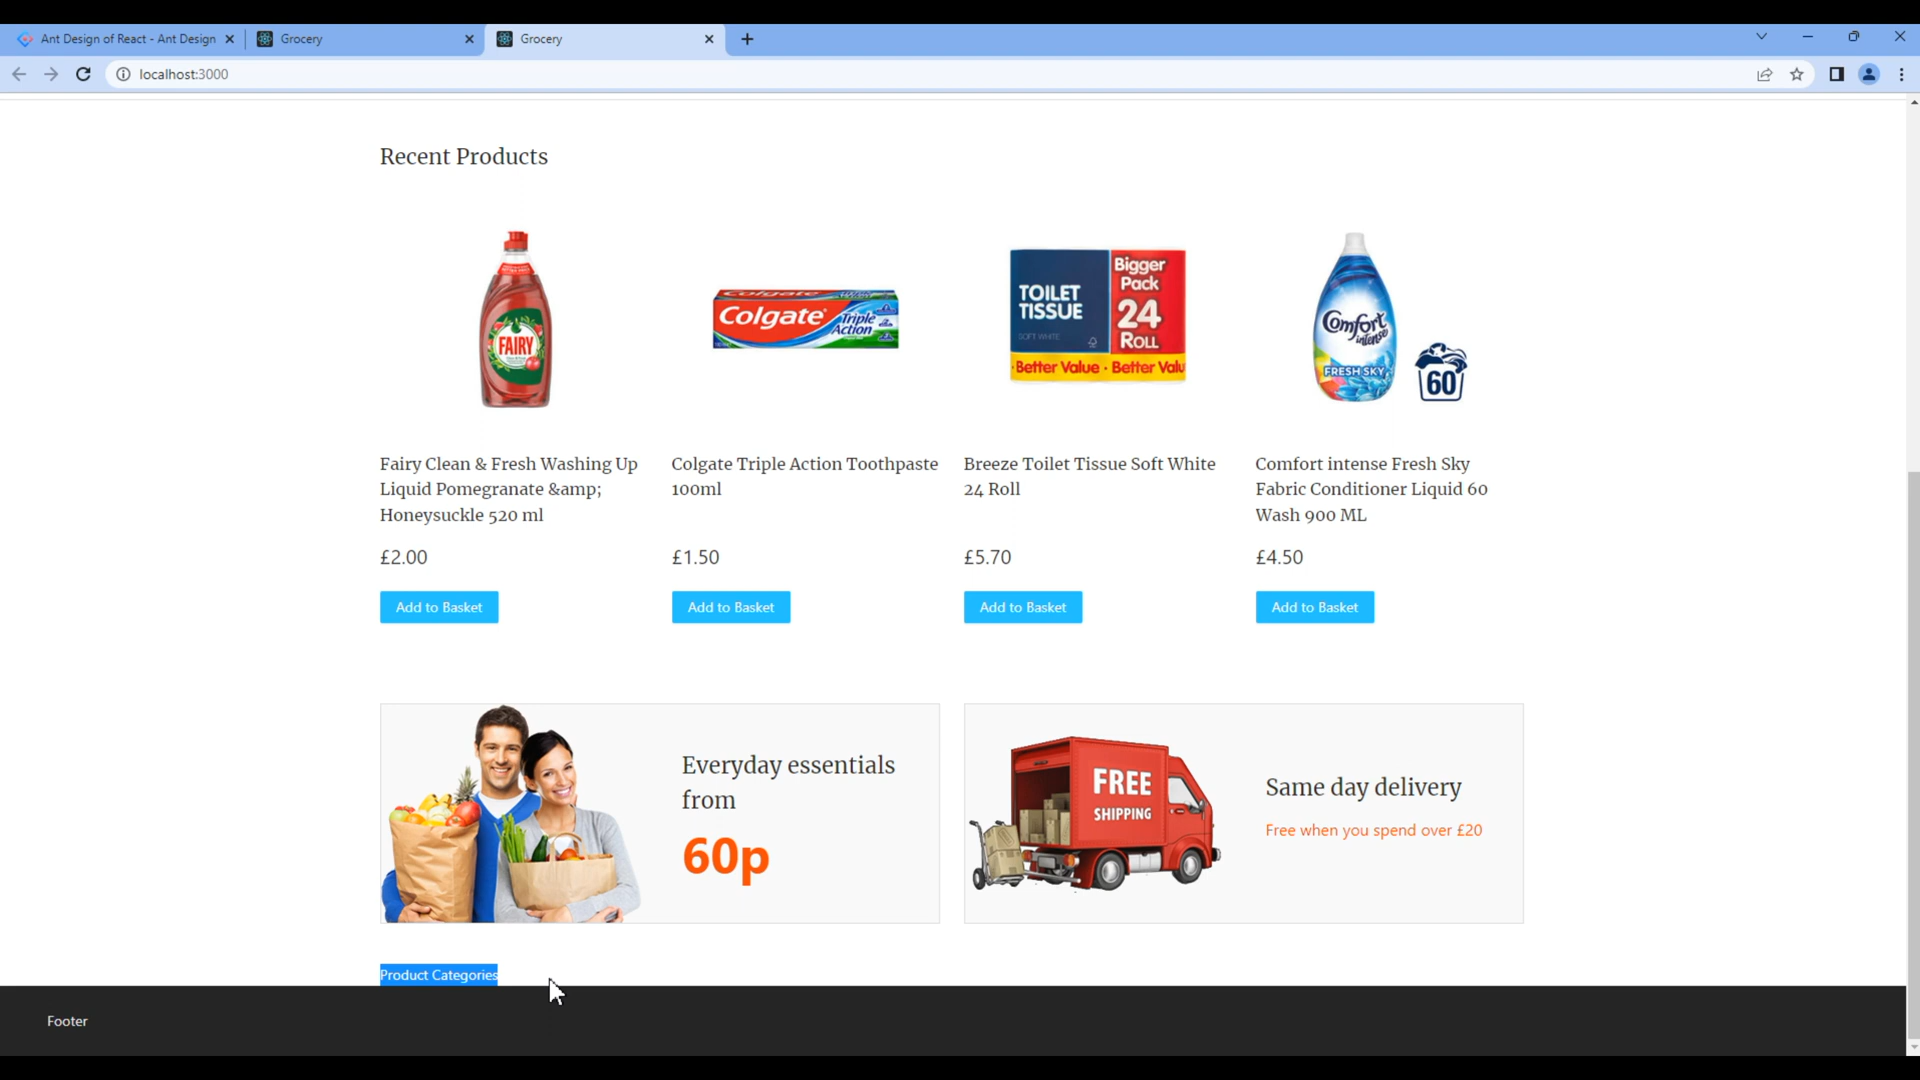 Ant Design of React - Ant Design
Grocery
Grocery
localhost:3000
Recent Products
FAIRY
Colgate
Triple
Action
TOILET
TISSUE
SOFT WHITE
Bigger
Pack
24
ROLL
Better Value · Better Valu
Comfort
intense
FRESH SKY
60
Fairy Clean & Fresh Washing Up
Liquid Pomegranate &amp;
Honeysuckle 520 ml
Colgate Triple Action Toothpaste
100ml
Breeze Toilet Tissue Soft White
24 Roll
Comfort intense Fresh Sky
Fabric Conditioner Liquid 60
Wash 900 ML
£2.00
£1.50
£5.70
£4.50
Add to Basket
Add to Basket
Add to Basket
Add to Basket
Everyday essentials
from
60p
FREE
SHIPPING
Same day delivery
Free when you spend over £20
Product Categories
Footer